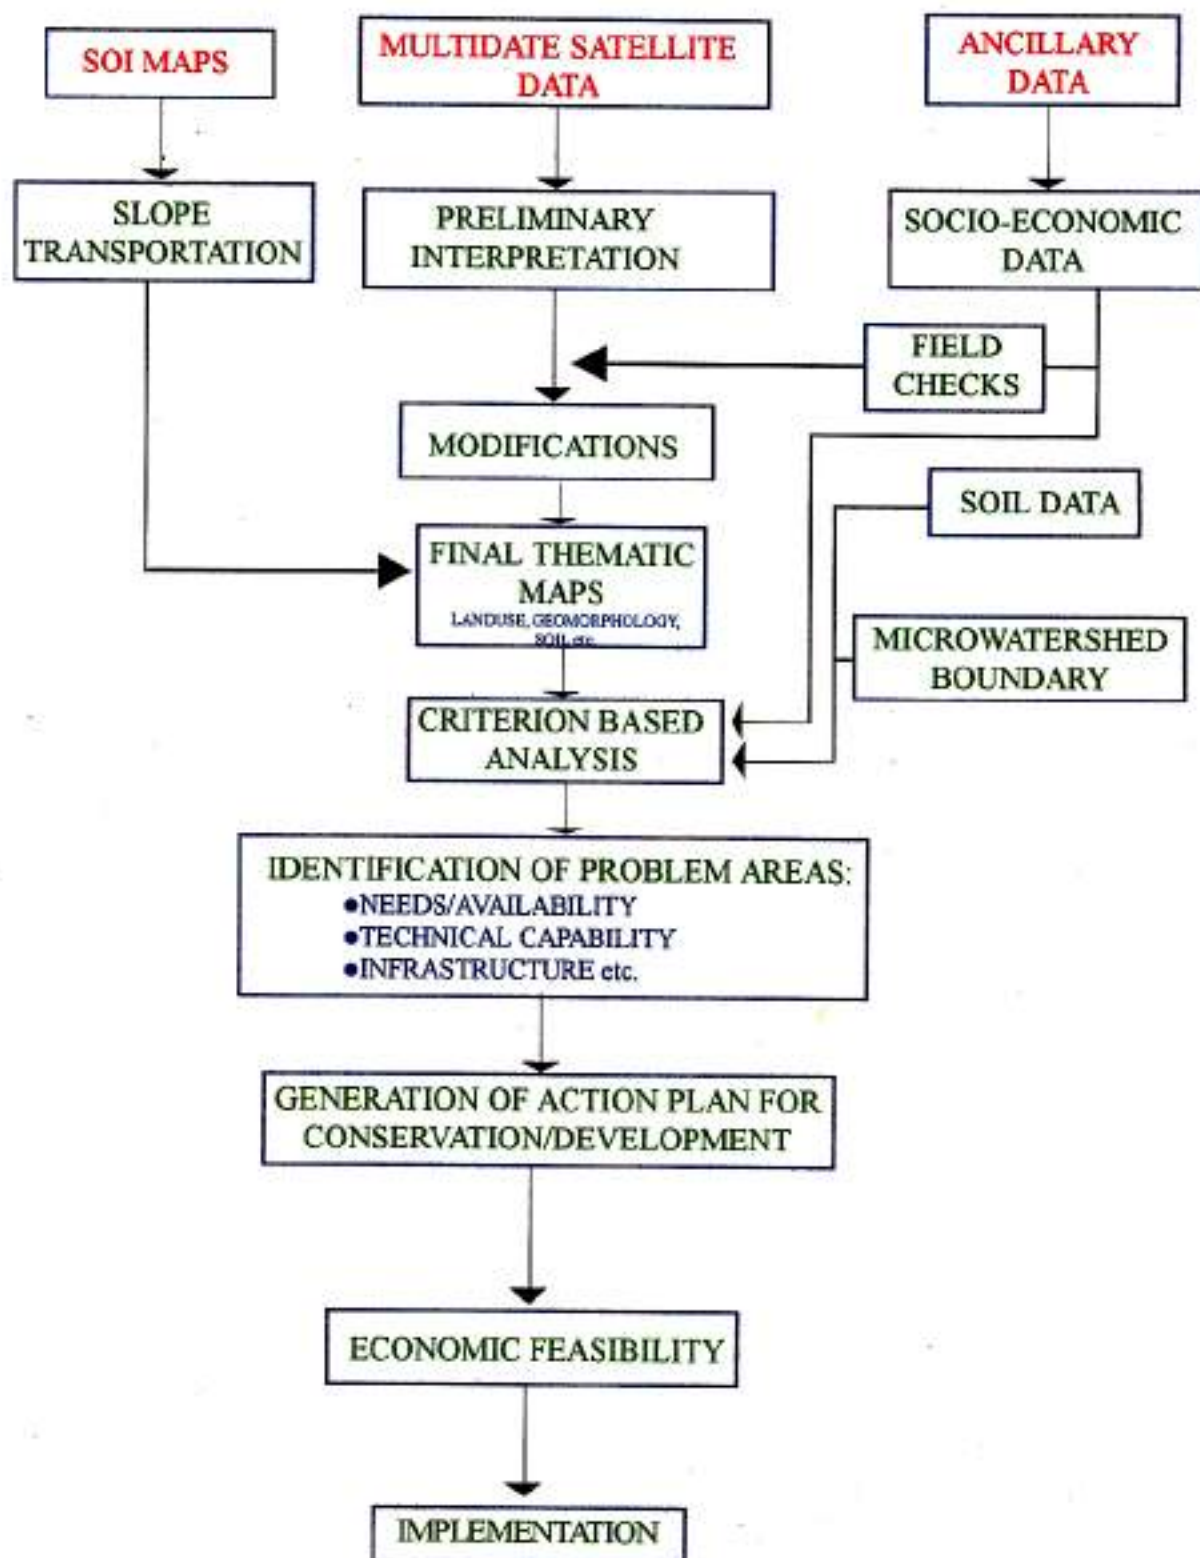 SOI MAPS
MULTIDATE SATELLITE
DATA
ANCILLARY
DATA
SLOPE
TRANSPORTATION
PRELIMINARY
INTERPRETATION
SOCIO-ECONOMIC
DATA
FIELD
CHECKS
MODIFICATIONS
SOIL DATA
FINAL THEMATIC
MAPS
LANDUSE, GEOMORPHOLOGY,
SOIL etc.
MICROWATERSHED
BOUNDARY
CRITERION BASED
ANALYSIS
IDENTIFICATION OF PROBLEM AREAS:
●NEEDS/AVAILABILITY
●TECHNICAL CAPABILITY
●INFRASTRUCTURE etc.
GENERATION OF ACTION PLAN FOR
CONSERVATION/DEVELOPMENT
ECONOMIC FEASIBILITY
IMPLEMENTATION